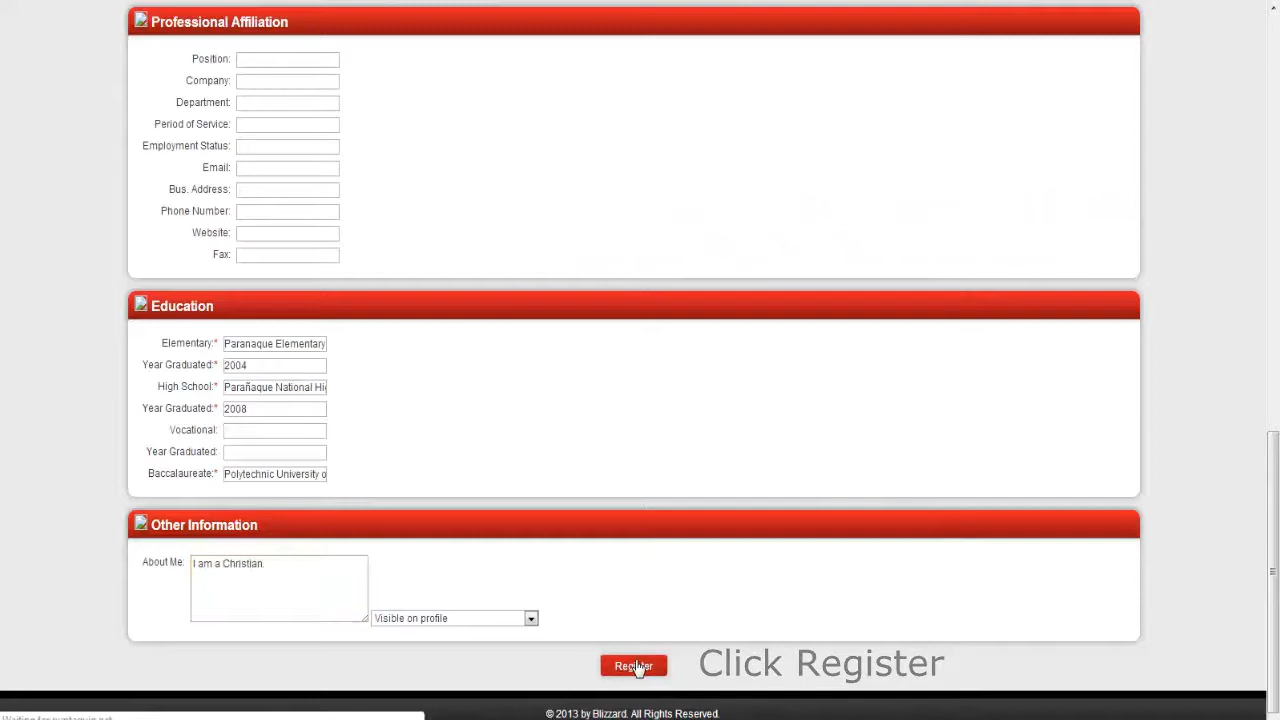 Professional Affiliation
Position:
Company:
Department:
Period of Service:
Employment Status:
Email:
Bus. Address:
Phone Number:
Website:
Fax:
Education
Elementary:* Paranaque Elementary
Year Graduated:* 2004
High School:* Parañaque National Hi
Year Graduated:* 2008
Vocational:
Year Graduated:
Baccalaureate:* Polytechnic University o
Other Information
About Me: I am a Christian.
Visible on profile
Register Click Register
© 2013 by Blizzard. All Rights Reserved.